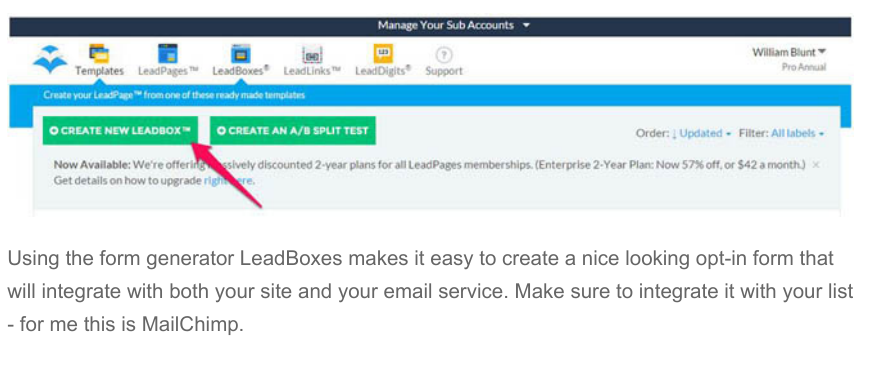 Manage Your Sub Accounts
Templates LeadPages™ LeadBoxes® LeadLinks™ LeadDigits® Support
William Blunt
Pro Annual
Create your LeadPage™ from one of these ready made templates
CREATE NEW LEADBOX™ CREATE AN A/B SPLIT TEST
Order: ↓ Updated Filter: All labels
Now Available: We're offering massively discounted 2-year plans for all LeadPages memberships. (Enterprise 2-Year Plan: Now 57% off, or $42 a month.) ×
Get details on how to upgrade right here.
Using the form generator LeadBoxes makes it easy to create a nice looking opt-in form that
will integrate with both your site and your email service. Make sure to integrate it with your list
- for me this is MailChimp.